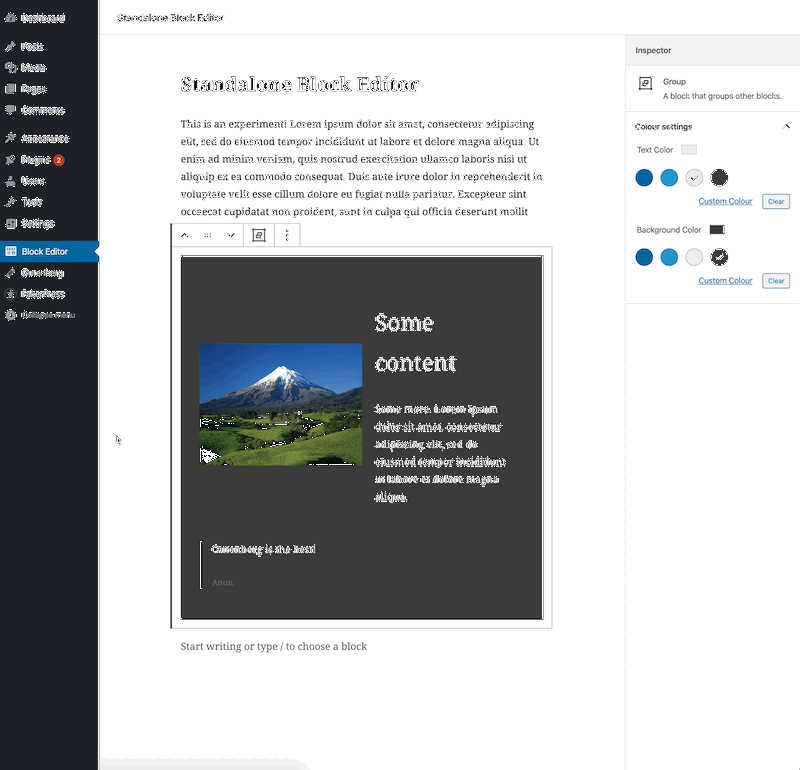 Dashboard
Posts
Media
Pages
Comments
Appearance
Plugins 2
Users
Tools
Settings
Block Editor
Gutenberg
FakerPress
Collapse menu
Standalone Block Editor
Standalone Block Editor
This is an experiment! Lorem ipsum dolor sit amet, consectetur adipiscing
elit, sed do eiusmod tempor incididunt ut labore et dolore magna aliqua. Ut
enim ad minim veniam, quis nostrud exercitation ullamco laboris nisi ut
aliquip ex ea commodo consequat. Duis aute irure dolor in reprehenderit in
voluptate velit esse cillum dolore eu fugiat nulla pariatur. Excepteur sint
occaecat cupidatat non proident, sunt in culpa qui officia deserunt mollit
Some
content
Some more. Lorem ipsum
dolor sit amet, consectetur
adipiscing elit, sed do
eiusmod tempor incididunt
ut labore et dolore magna
aliqua.
Gutenberg is the best!
Anon.
Start writing or type / to choose a block
Inspector
Group
A block that groups other blocks.
Colour settings
Text Color
Custom Colour Clear
Background Color
Custom Colour Clear